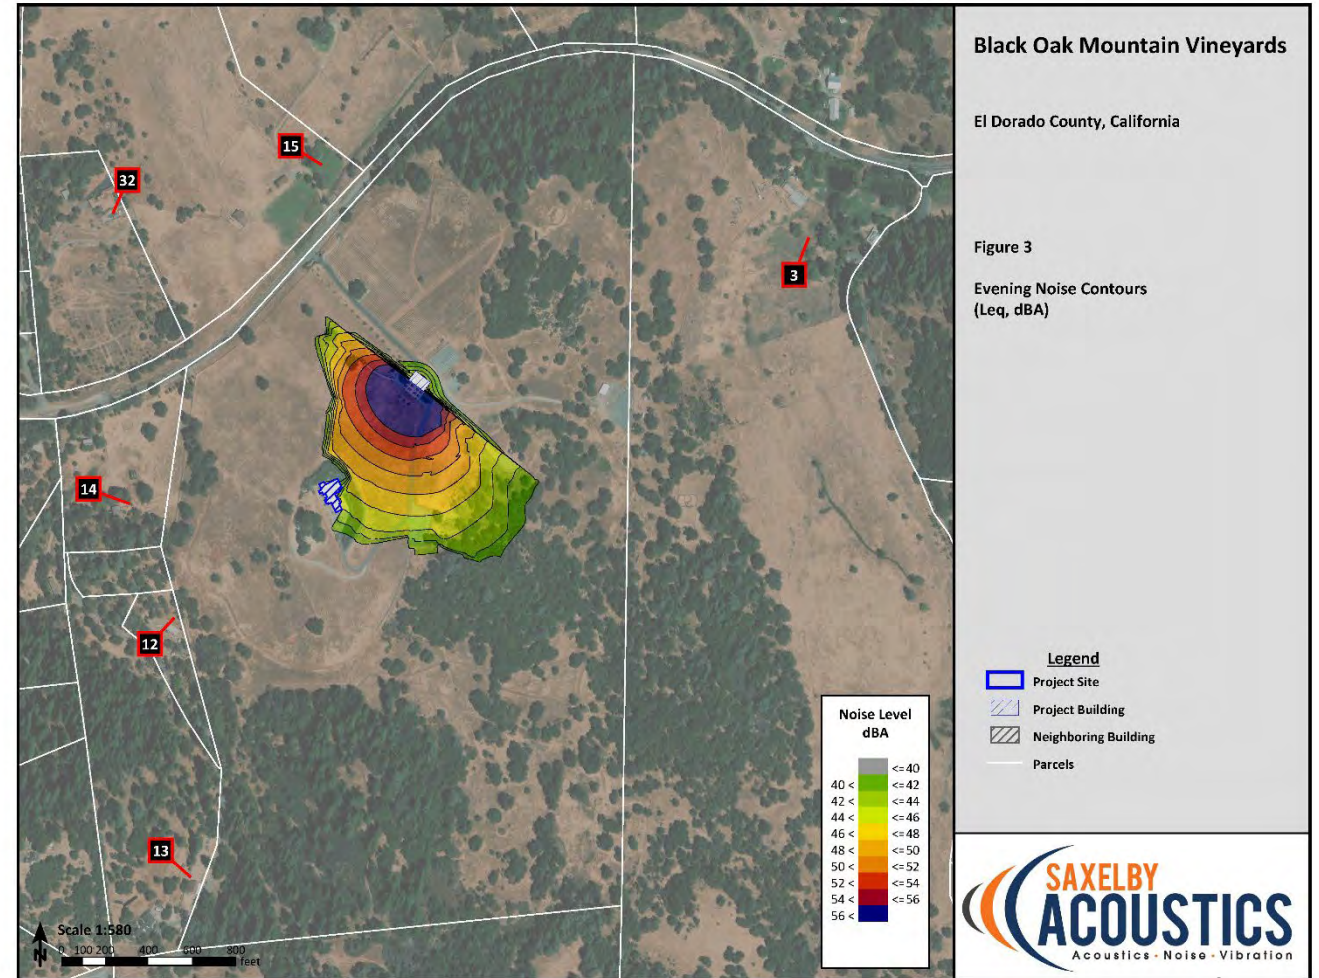 Black Oak Mountain Vineyards
El Dorado County, California
Figure 3
Evening Noise Contours
(Leq, dBA)
15
32
3
14
12
13
Noise Level
dBA
<=40
40 < <=42
42 < <=44
44 < <=46
46 < <=48
48 < <=50
50 < <=52
52 < <=54
54 < <=56
56 <
Legend
Project Site
Project Building
Neighboring Building
Parcels
N
Scale 1:580
0 100 200 400 600 800
feet
SAXELBY
ACOUSTICS
Acoustics · Noise · Vibration